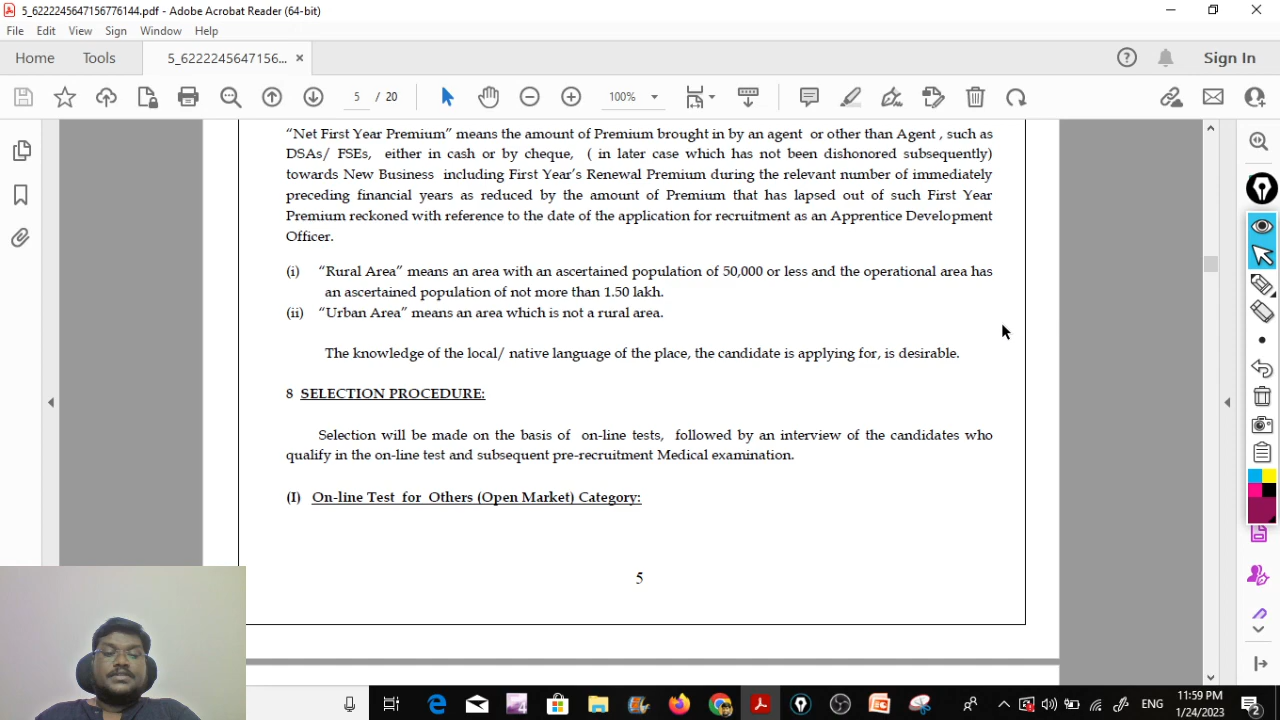 5_6222245647156776144.pdf - Adobe Acrobat Reader (64-bit)
File Edit View Sign Window Help
Home Tools 5_6222245647156... × Sign In
5 / 20 100%
“Net First Year Premium” means the amount of Premium brought in by an agent or other than Agent , such as
DSAs/ FSEs, either in cash or by cheque, ( in later case which has not been dishonored subsequently)
towards New Business including First Year’s Renewal Premium during the relevant number of immediately
preceding financial years as reduced by the amount of Premium that has lapsed out of such First Year
Premium reckoned with reference to the date of the application for recruitment as an Apprentice Development
Officer.
(i) “Rural Area” means an area with an ascertained population of 50,000 or less and the operational area has
an ascertained population of not more than 1.50 lakh.
(ii) “Urban Area” means an area which is not a rural area.
The knowledge of the local/ native language of the place, the candidate is applying for, is desirable.
8 SELECTION PROCEDURE:
Selection will be made on the basis of on-line tests, followed by an interview of the candidates who
qualify in the on-line test and subsequent pre-recruitment Medical examination.
(I) On-line Test for Others (Open Market) Category:
5
ENG
11:59 PM
1/24/2023
2